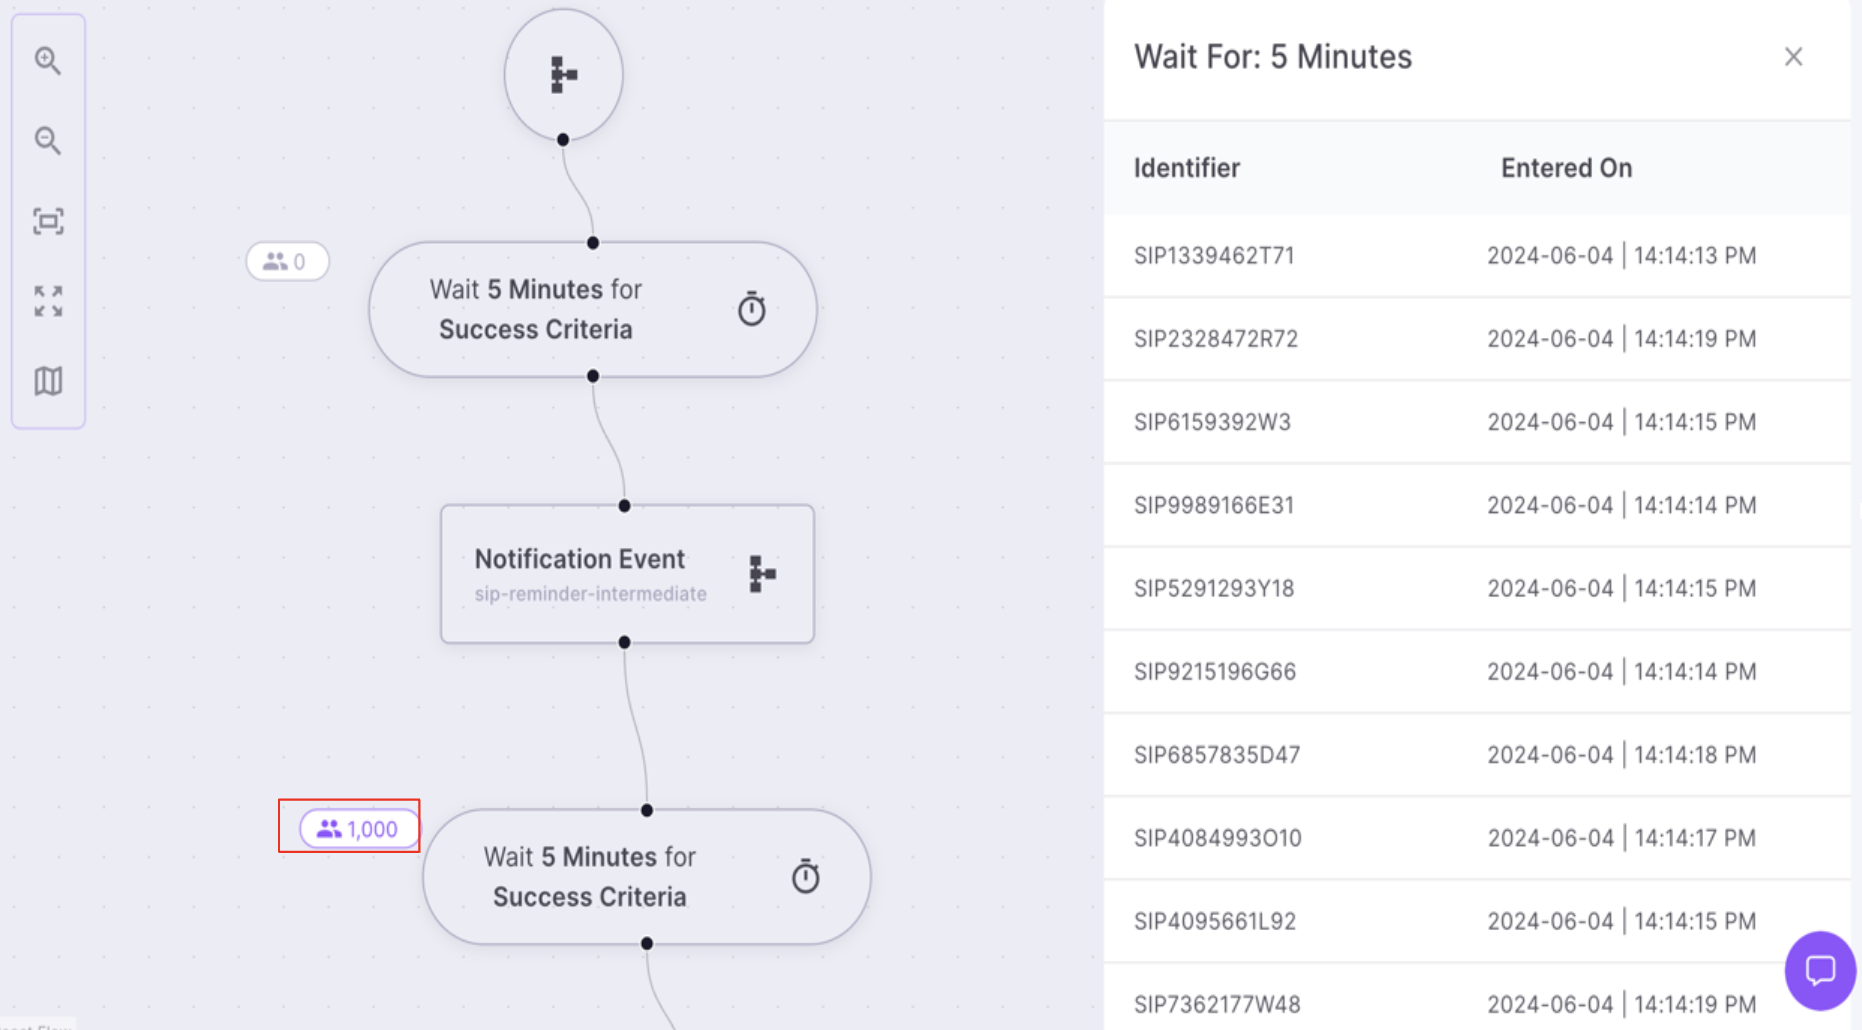 0
Wait 5 Minutes for
Success Criteria
Notification Event
sip-reminder-intermediate
1,000
Wait 5 Minutes for
Success Criteria
Wait For: 5 Minutes
Identifier Entered On
SIP1339462T71 2024-06-04 | 14:14:13 PM
SIP2328472R72 2024-06-04 | 14:14:19 PM
SIP6159392W3 2024-06-04 | 14:14:15 PM
SIP9989166E31 2024-06-04 | 14:14:14 PM
SIP5291293Y18 2024-06-04 | 14:14:15 PM
SIP9215196G66 2024-06-04 | 14:14:14 PM
SIP6857835D47 2024-06-04 | 14:14:18 PM
SIP4084993O10 2024-06-04 | 14:14:17 PM
SIP4095661L92 2024-06-04 | 14:14:15 PM
SIP7362177W48 2024-06-04 | 14:14:19 PM